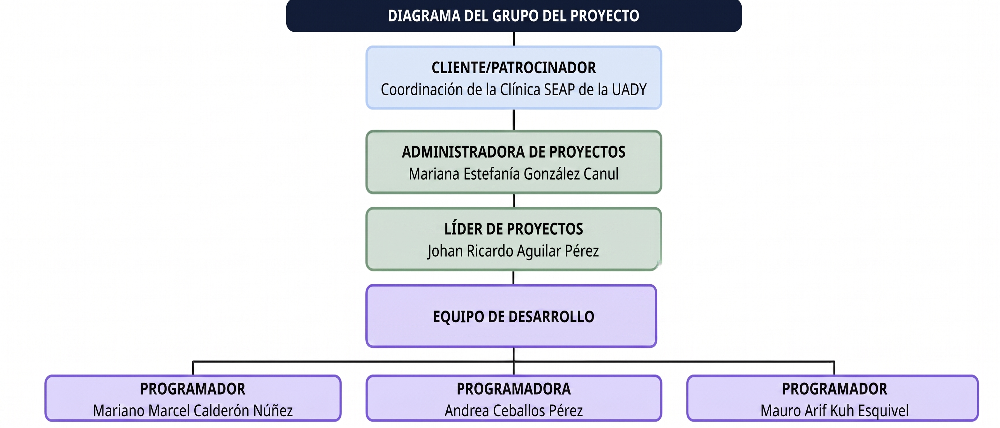 DIAGRAMA DEL GRUPO DEL PROYECTO
CLIENTE/PATROCINADOR
Coordinación de la Clínica SEAP de la UADY
ADMINISTRADORA DE PROYECTOS
Mariana Estefanía González Canul
LÍDER DE PROYECTOS
Johan Ricardo Aguilar Pérez
EQUIPO DE DESARROLLO
PROGRAMADOR
Mariano Marcel Calderón Núñez
PROGRAMADORA
Andrea Ceballos Pérez
PROGRAMADOR
Mauro Arif Kuh Esquivel